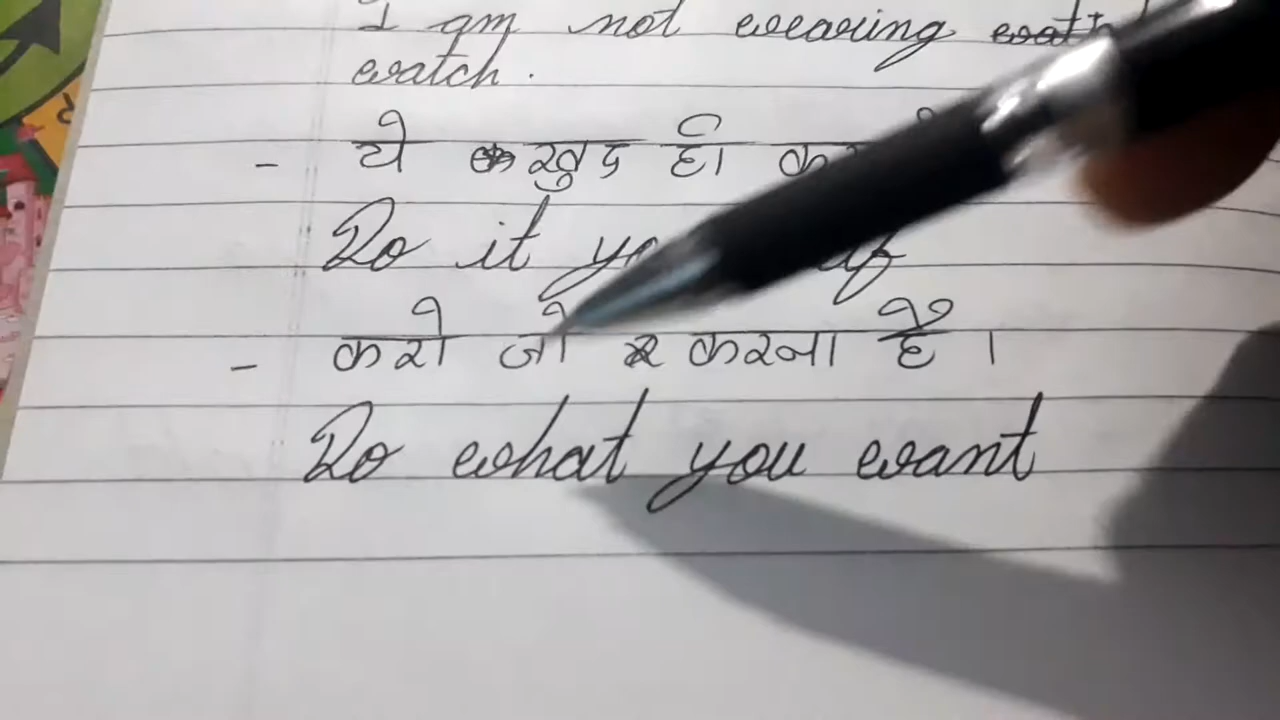 I am not wearing
watch.
- ये खुद ही
Do it
- करो जो करना है।
Do what you want